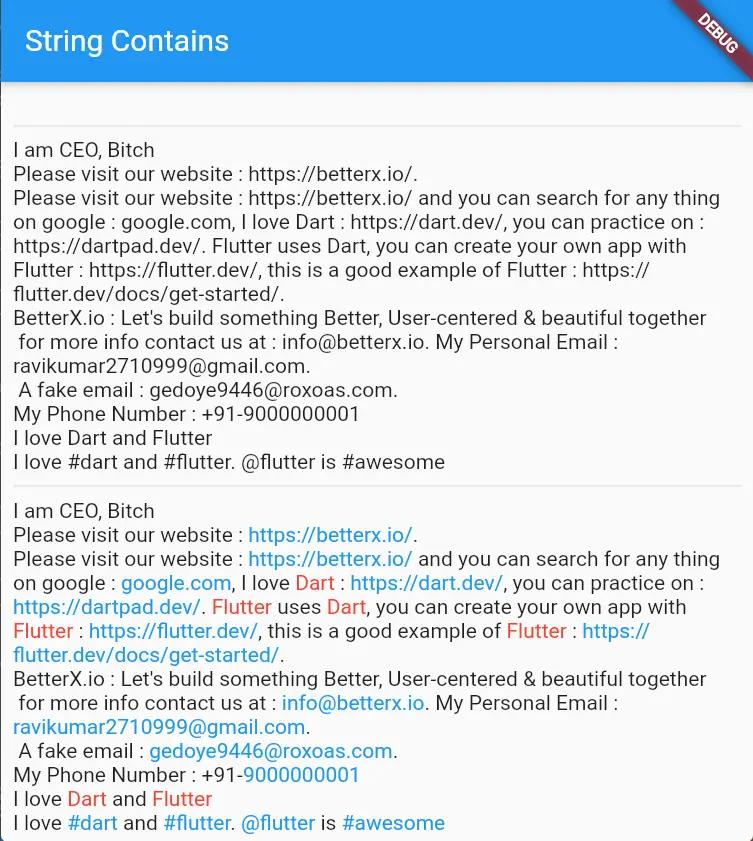 String Contains
DEBUG
I am CEO, Bitch
Please visit our website : https://betterx.io/.
Please visit our website : https://betterx.io/ and you can search for any thing
on google : google.com, I love Dart : https://dart.dev/, you can practice on :
https://dartpad.dev/. Flutter uses Dart, you can create your own app with
Flutter : https://flutter.dev/, this is a good example of Flutter : https://
flutter.dev/docs/get-started/.
BetterX.io : Let's build something Better, User-centered & beautiful together
for more info contact us at : info@betterx.io. My Personal Email :
ravikumar2710999@gmail.com.
A fake email : gedoye9446@roxoas.com.
My Phone Number : +91-9000000001
I love Dart and Flutter
I love #dart and #flutter. @flutter is #awesome
I am CEO, Bitch
Please visit our website : https://betterx.io/.
Please visit our website : https://betterx.io/ and you can search for any thing
on google : google.com, I love Dart : https://dart.dev/, you can practice on :
https://dartpad.dev/. Flutter uses Dart, you can create your own app with
Flutter : https://flutter.dev/, this is a good example of Flutter : https://
flutter.dev/docs/get-started/.
BetterX.io : Let's build something Better, User-centered & beautiful together
for more info contact us at : info@betterx.io. My Personal Email :
ravikumar2710999@gmail.com.
A fake email : gedoye9446@roxoas.com.
My Phone Number : +91-9000000001
I love Dart and Flutter
I love #dart and #flutter. @flutter is #awesome